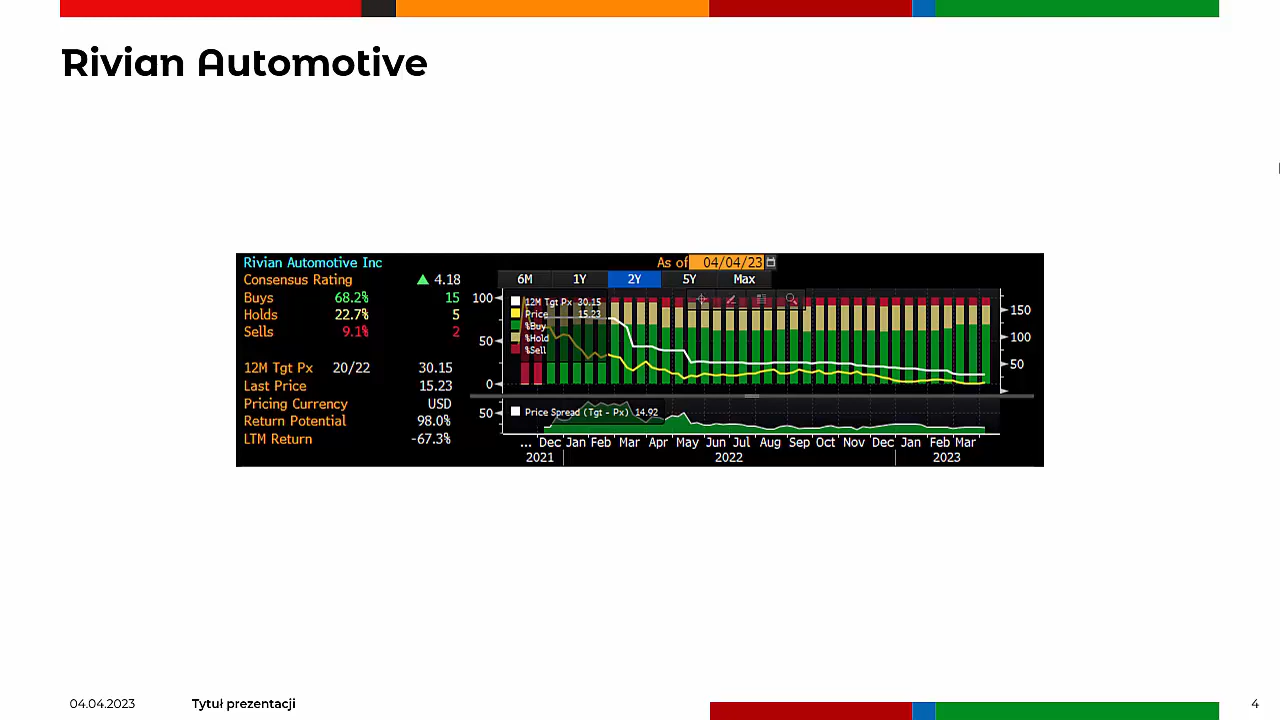 Rivian Automotive
Rivian Automotive Inc
As of 04/04/23
Consensus Rating ▲ 4.18
6M 1Y 2Y 5Y Max
Buys 68.2% 15
Holds 22.7% 5
Sells 9.1% 2
12M Tgt Px 20/22 30.15
Last Price 15.23
Pricing Currency USD
Return Potential 98.0%
LTM Return -67.3%
100
50
0
12M Tgt Px 30.15
Price 15.23
%Buy
%Hold
%Sell
150
100
50
50
Price Spread (Tgt - Px) 14.92
... Dec Jan Feb Mar Apr May Jun Jul Aug Sep Oct Nov Dec Jan Feb Mar
2021 2022 2023
04.04.2023 Tytuł prezentacji 4